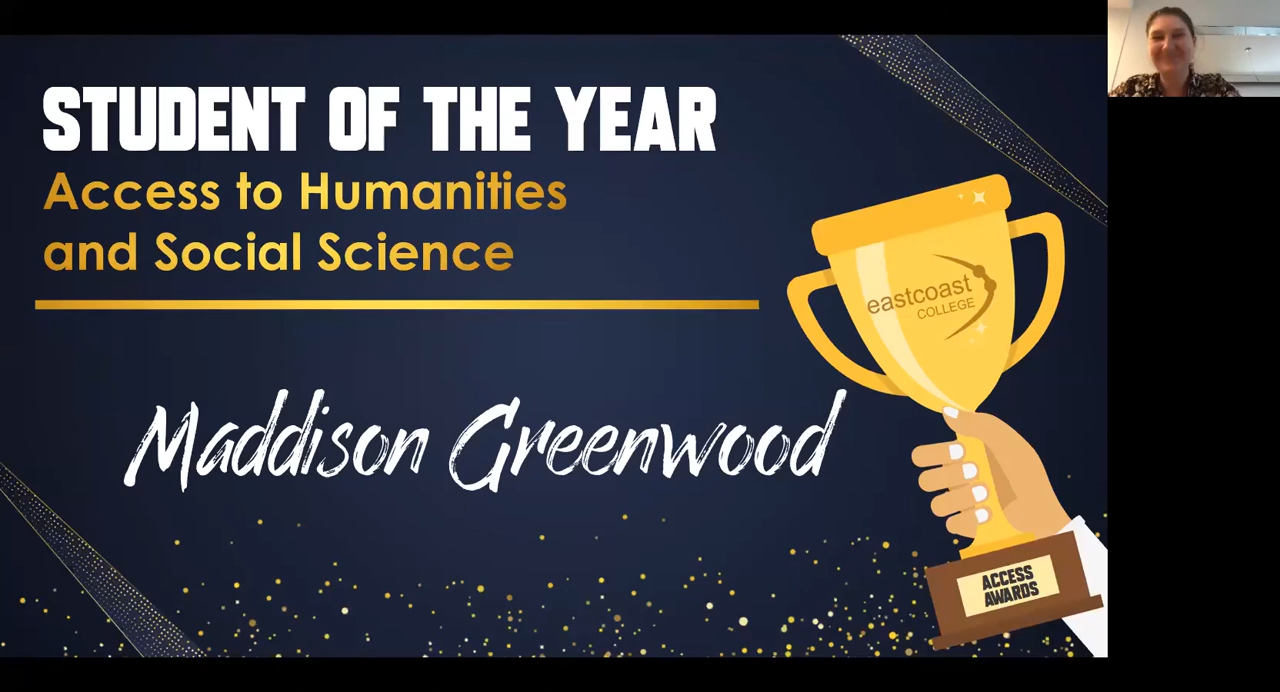 STUDENT OF THE YEAR
Access to Humanities
and Social Science
eastcoast
COLLEGE
Maddison Greenwood
ACCESS
AWARDS